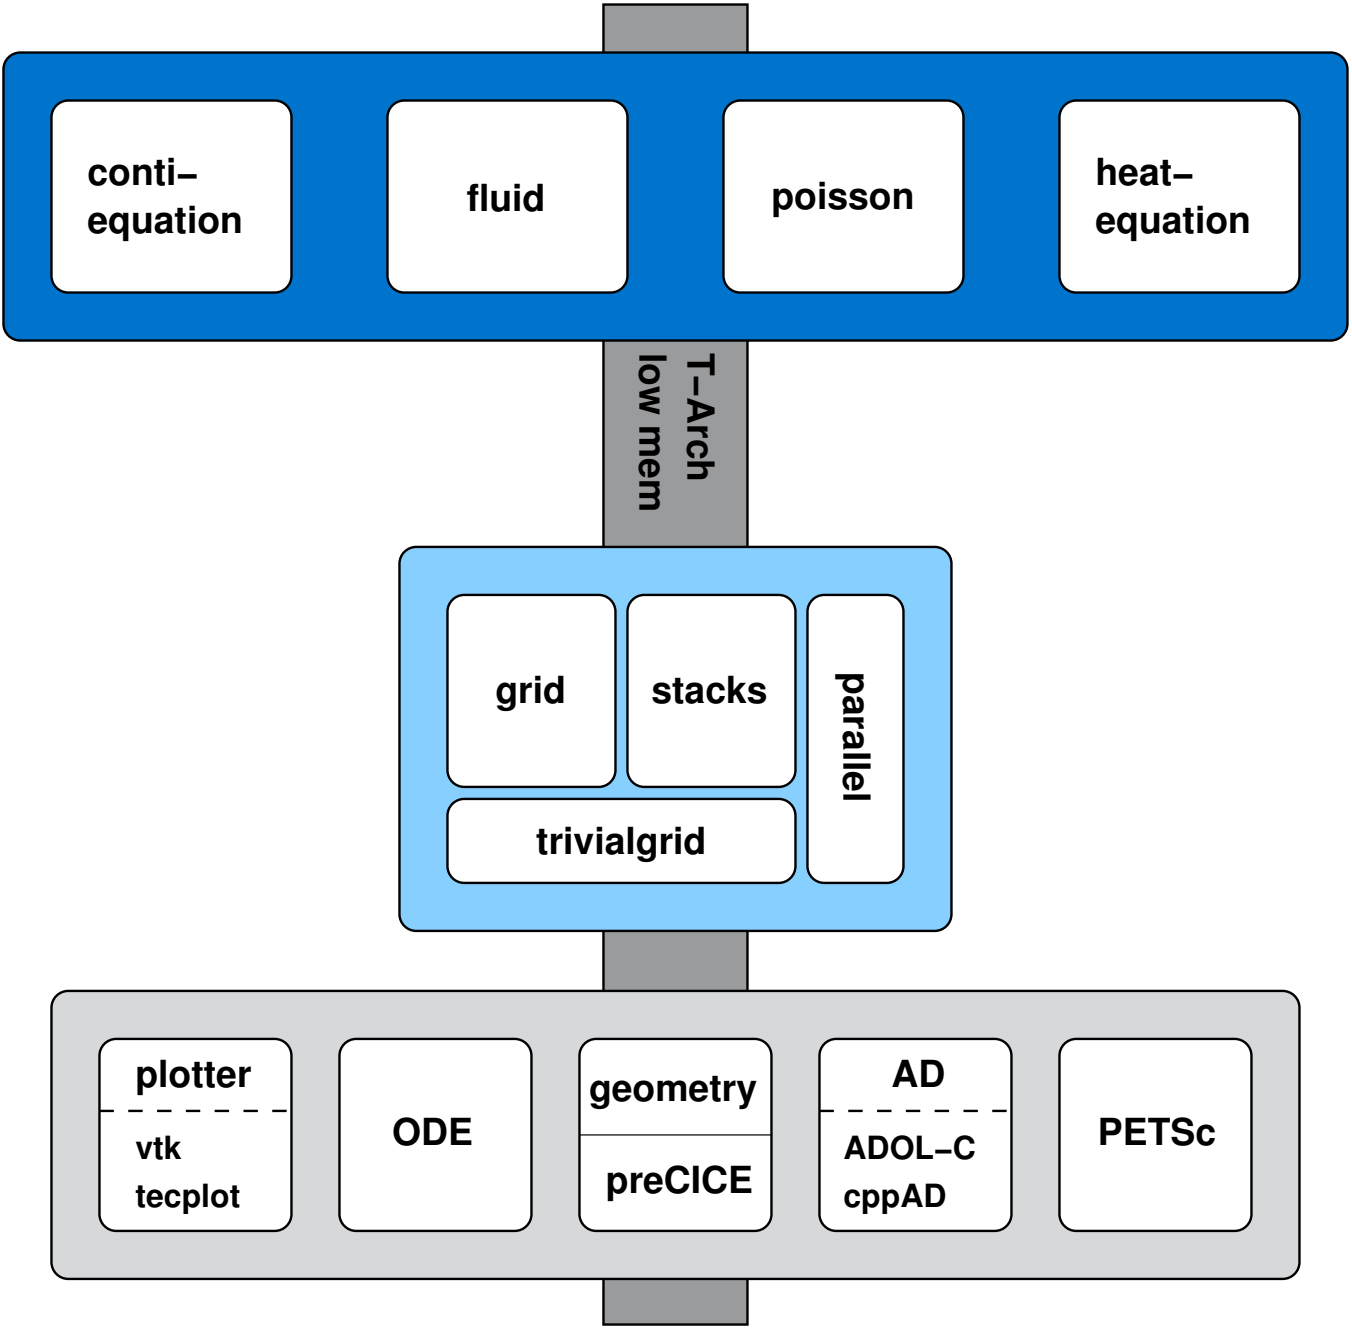 conti–
equation
fluid
poisson
heat–
equation
T–Arch
low mem
grid
stacks
parallel
trivialgrid
plotter
vtk
tecplot
ODE
geometry
preCICE
AD
ADOL–C
cppAD
PETSc